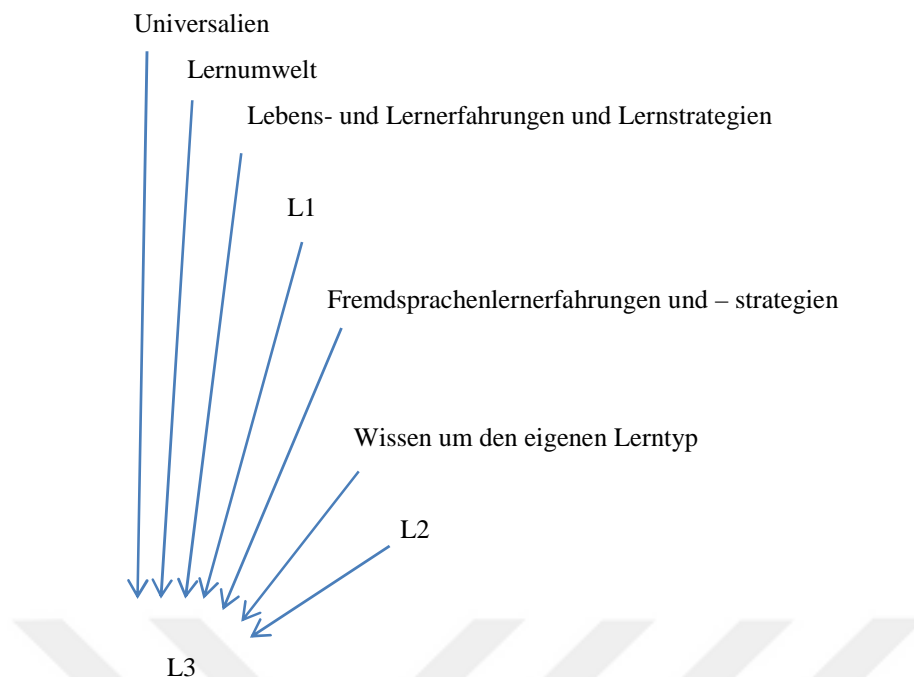 Universalien
Lernumwelt
Lebens- und Lernerfahrungen und Lernstrategien
L1
Fremdsprachenlernerfahrungen und – strategien
Wissen um den eigenen Lerntyp
L2
L3